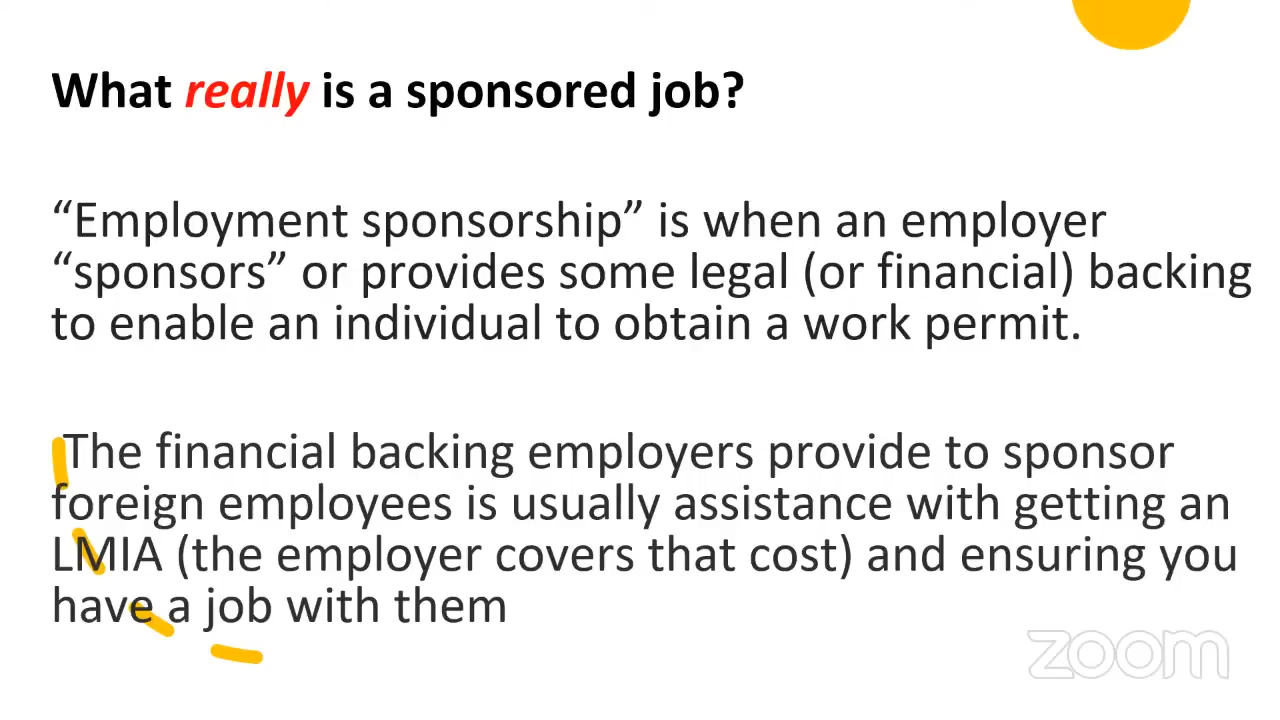 What really is a sponsored job?
“Employment sponsorship” is when an employer
“sponsors” or provides some legal (or financial) backing
to enable an individual to obtain a work permit.
The financial backing employers provide to sponsor
foreign employees is usually assistance with getting an
LMIA (the employer covers that cost) and ensuring you
have a job with them
zoom